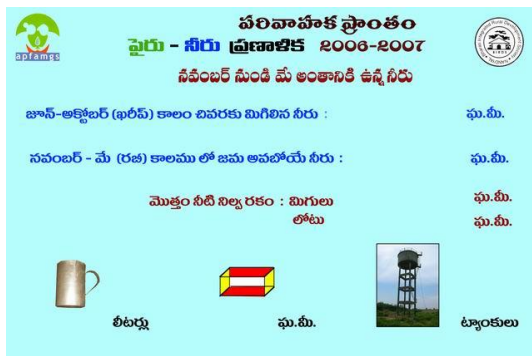 పరివాహక ప్రాంతం
పైరు - నీరు ప్రణాళిక 2006-2007
apfamgs
నవంబర్ నుండి మే అంతానికి ఉన్న నీరు
జూన్-అక్టోబర్ (ఖరీప్) కాలం చివరకు మిగిలిన నీరు : ఘ.మీ.
నవంబర్ - మే (రబీ) కాలము లో జమ అవబోయే నీరు : ఘ.మీ.
మొత్తం నీటి నిల్వ రకం : మిగులు ఘ.మీ.
లోటు ఘ.మీ.
లీటర్లు ఘ.మీ. ట్యాంకులు